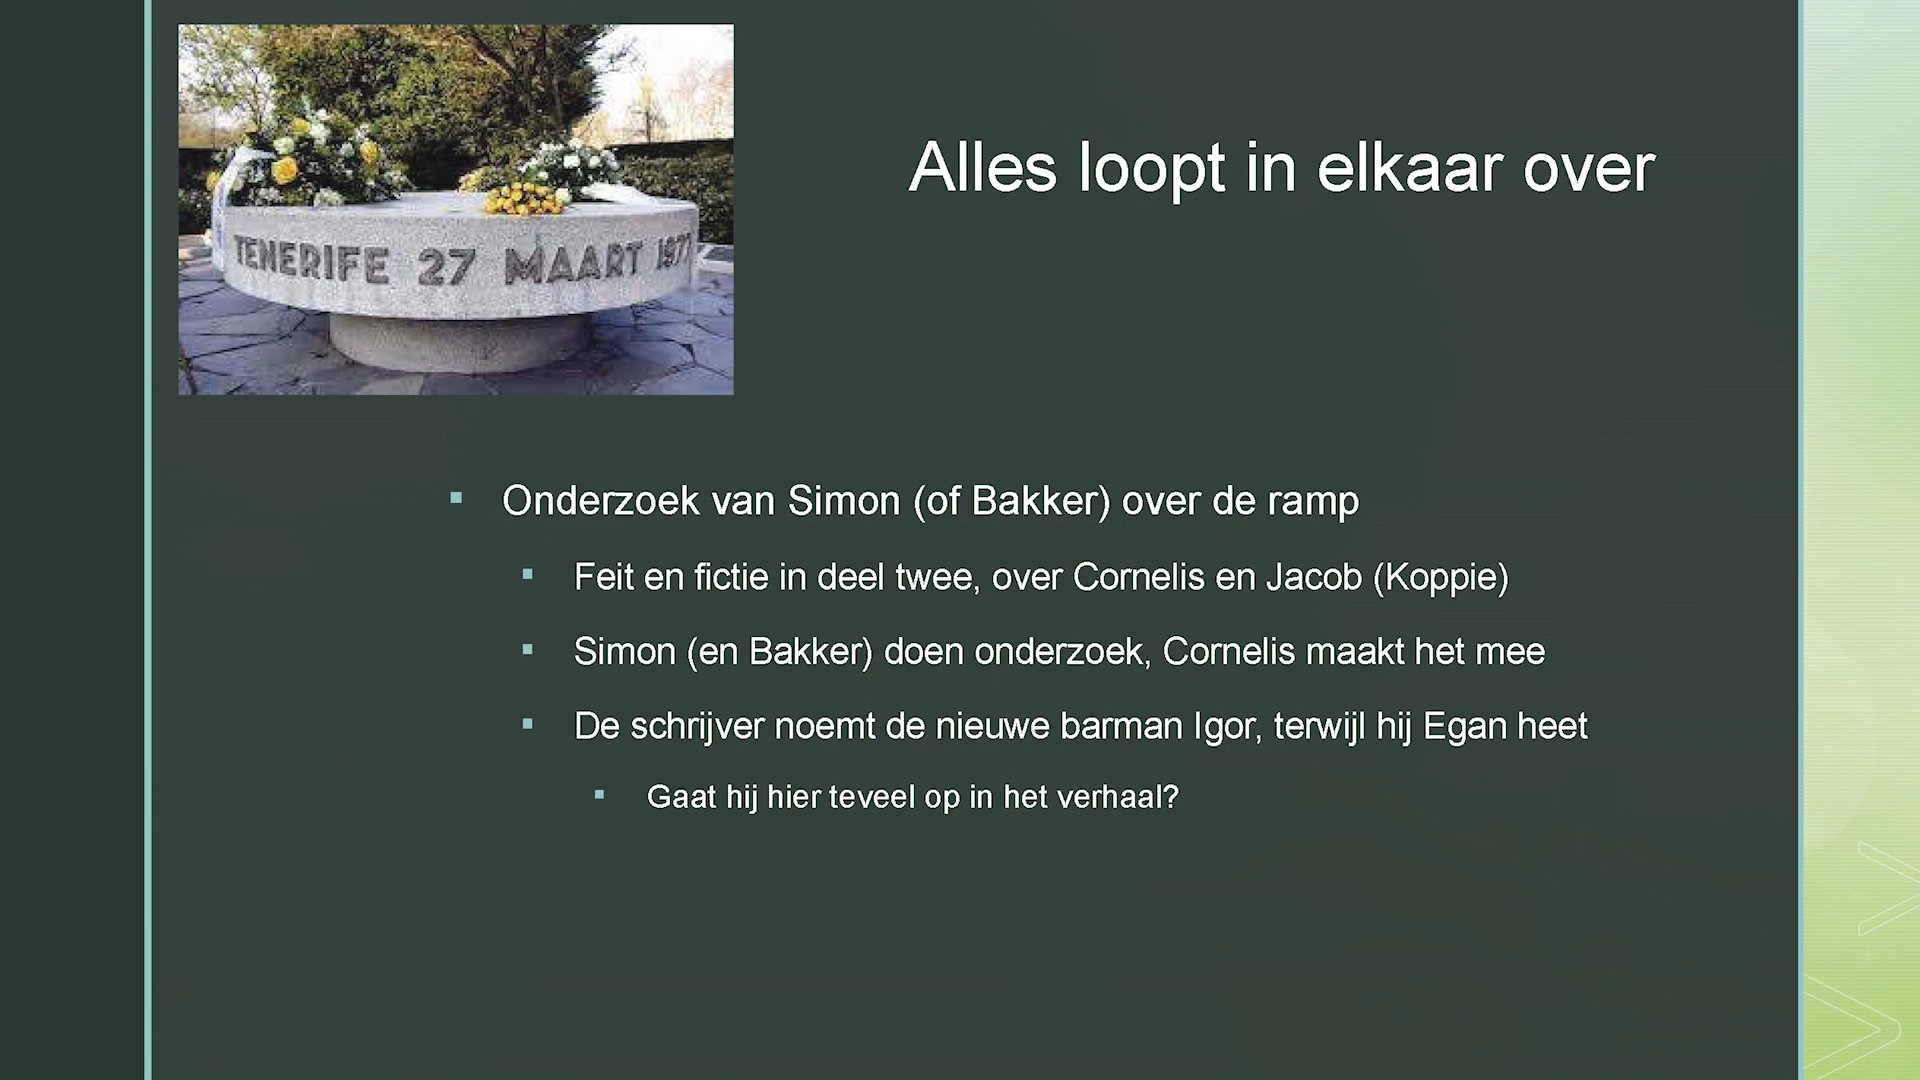 TENERIFE 27 MAART 1977
Alles loopt in elkaar over
Onderzoek van Simon (of Bakker) over de ramp
Feit en fictie in deel twee, over Cornelis en Jacob (Koppie)
Simon (en Bakker) doen onderzoek, Cornelis maakt het mee
De schrijver noemt de nieuwe barman Igor, terwijl hij Egan heet
Gaat hij hier teveel op in het verhaal?